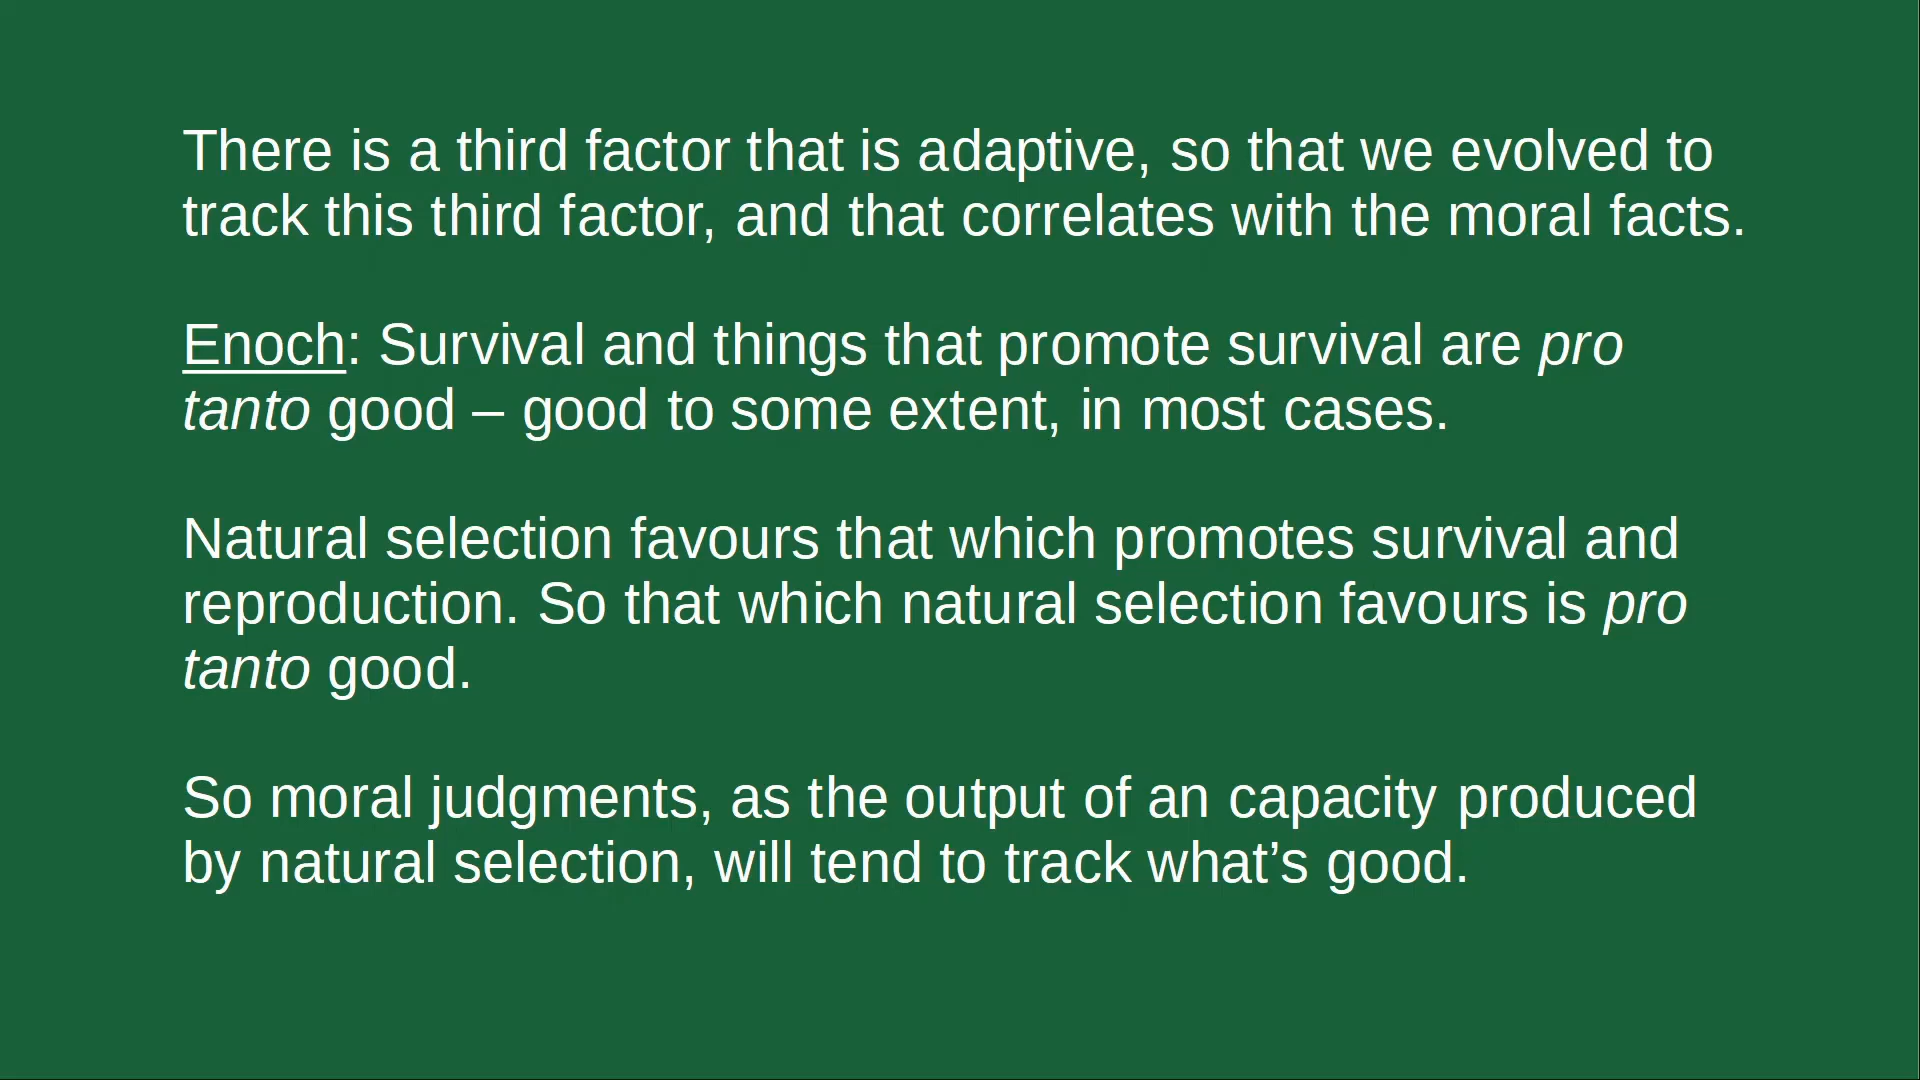 There is a third factor that is adaptive, so that we evolved to
track this third factor, and that correlates with the moral facts.
Enoch: Survival and things that promote survival are pro
tanto good – good to some extent, in most cases.
Natural selection favours that which promotes survival and
reproduction. So that which natural selection favours is pro
tanto good.
So moral judgments, as the output of an capacity produced
by natural selection, will tend to track what’s good.